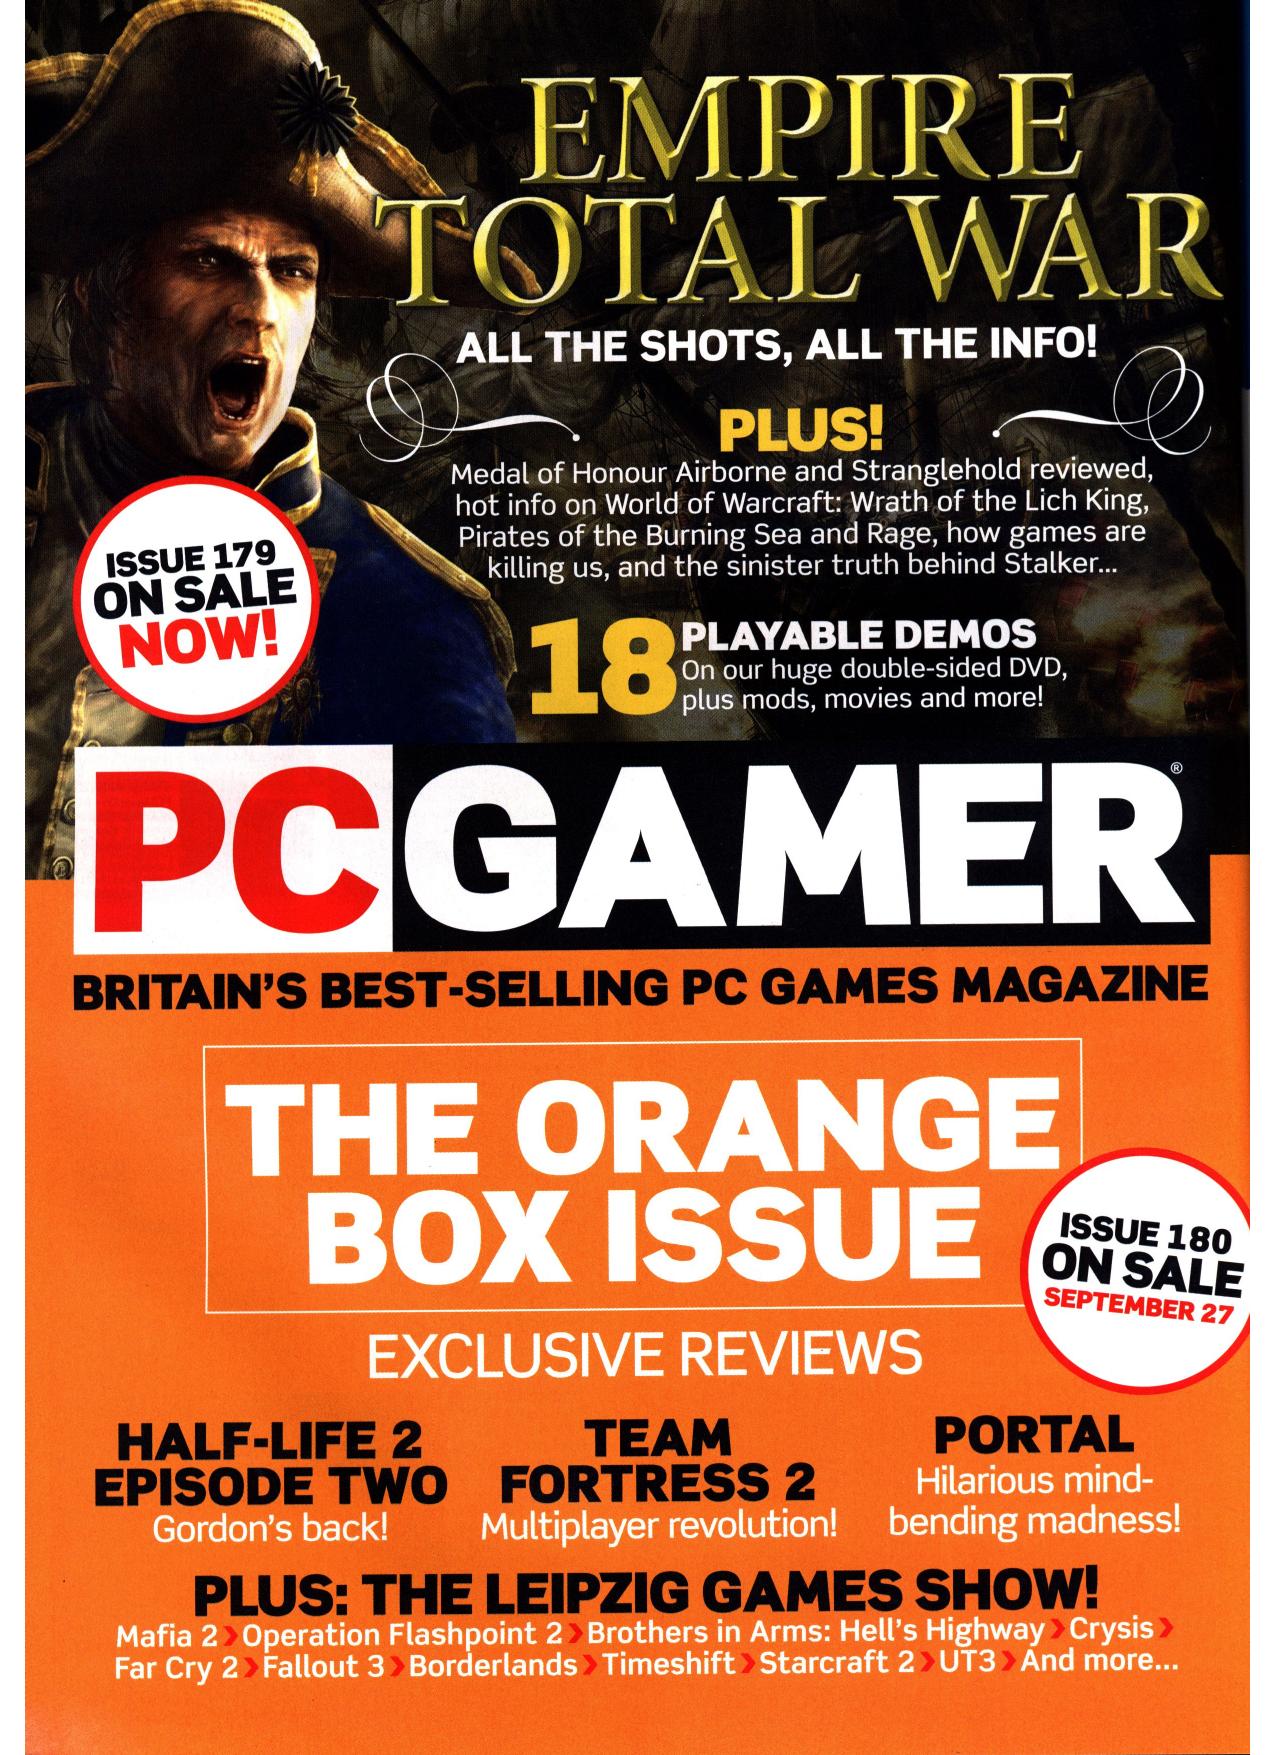 EMPIRE
TOTAL WAR
ALL THE SHOTS, ALL THE INFO!
PLUS!
Medal of Honour Airborne and Stranglehold reviewed,
hot info on World of Warcraft: Wrath of the Lich King,
Pirates of the Burning Sea and Rage, how games are
killing us, and the sinister truth behind Stalker...
ISSUE 179
ON SALE
NOW!
18 PLAYABLE DEMOS
On our huge double-sided DVD,
plus mods, movies and more!
PC GAMER®
BRITAIN'S BEST-SELLING PC GAMES MAGAZINE
THE ORANGE
BOX ISSUE
ISSUE 180
ON SALE
SEPTEMBER 27
EXCLUSIVE REVIEWS
HALF-LIFE 2
EPISODE TWO
Gordon's back!
TEAM
FORTRESS 2
Multiplayer revolution!
PORTAL
Hilarious mind-
bending madness!
PLUS: THE LEIPZIG GAMES SHOW!
Mafia 2 › Operation Flashpoint 2 › Brothers in Arms: Hell's Highway › Crysis ›
Far Cry 2 › Fallout 3 › Borderlands › Timeshift › Starcraft 2 › UT3 › And more...